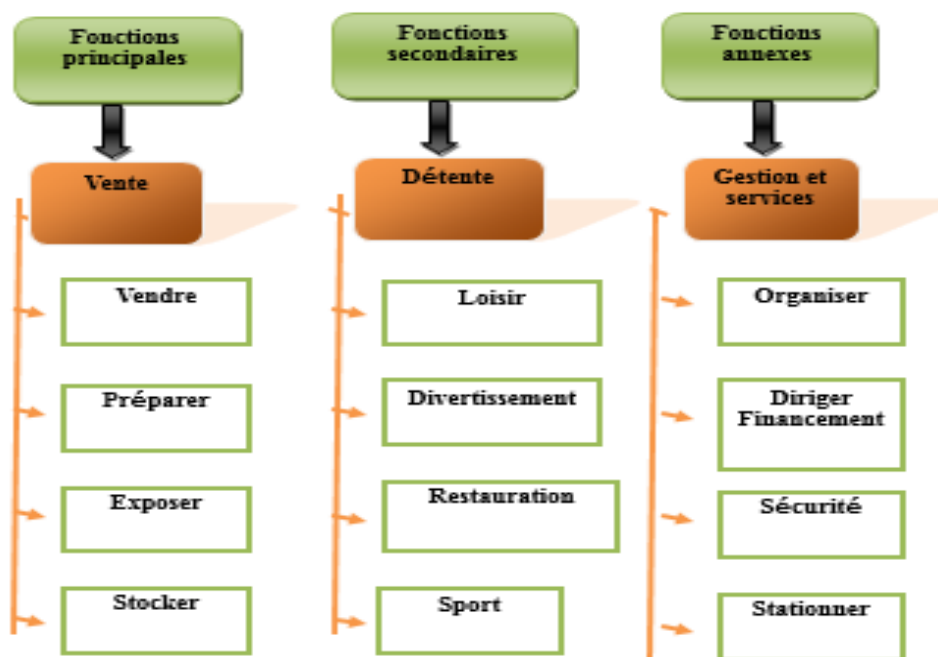 Fonctions
principales
Vente
Vendre
Préparer
Exposer
Stocker
Fonctions
secondaires
Détente
Loisir
Divertissement
Restauration
Sport
Fonctions
annexes
Gestion et
services
Organiser
Diriger
Financement
Sécurité
Stationner